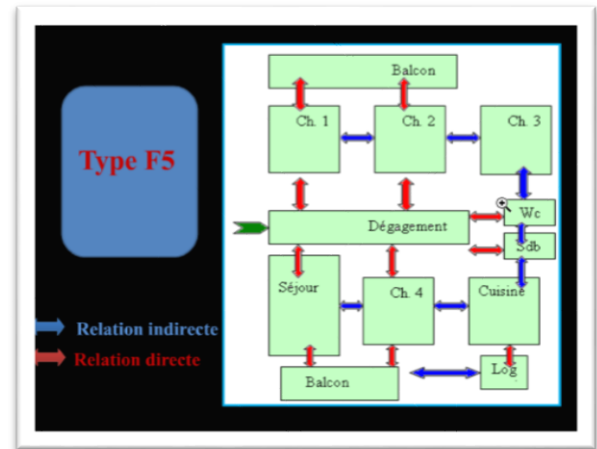 Type F5
Relation indirecte
Relation directe
Balcon
Ch. 1
Ch. 2
Ch. 3
Wc
Dégagement
Sdb
Séjour
Ch. 4
Cuisine
Balcon
Log